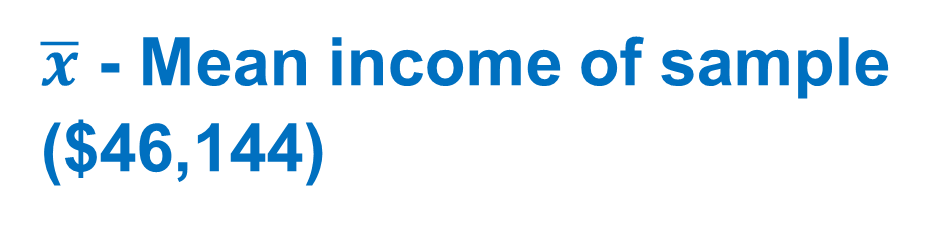 x̅ - Mean income of sample
($46,144)